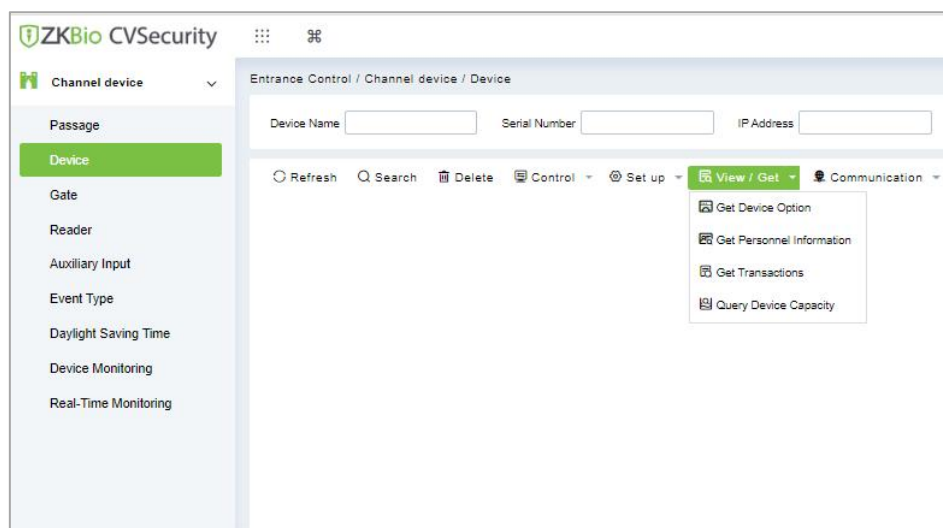 ZKBio CVSecurity
Channel device
Entrance Control / Channel device / Device
Passage
Device
Gate
Reader
Auxiliary Input
Event Type
Daylight Saving Time
Device Monitoring
Real-Time Monitoring
Device Name Serial Number IP Address
Refresh Search Delete Control Set up View / Get Communication
Get Device Option
Get Personnel Information
Get Transactions
Query Device Capacity